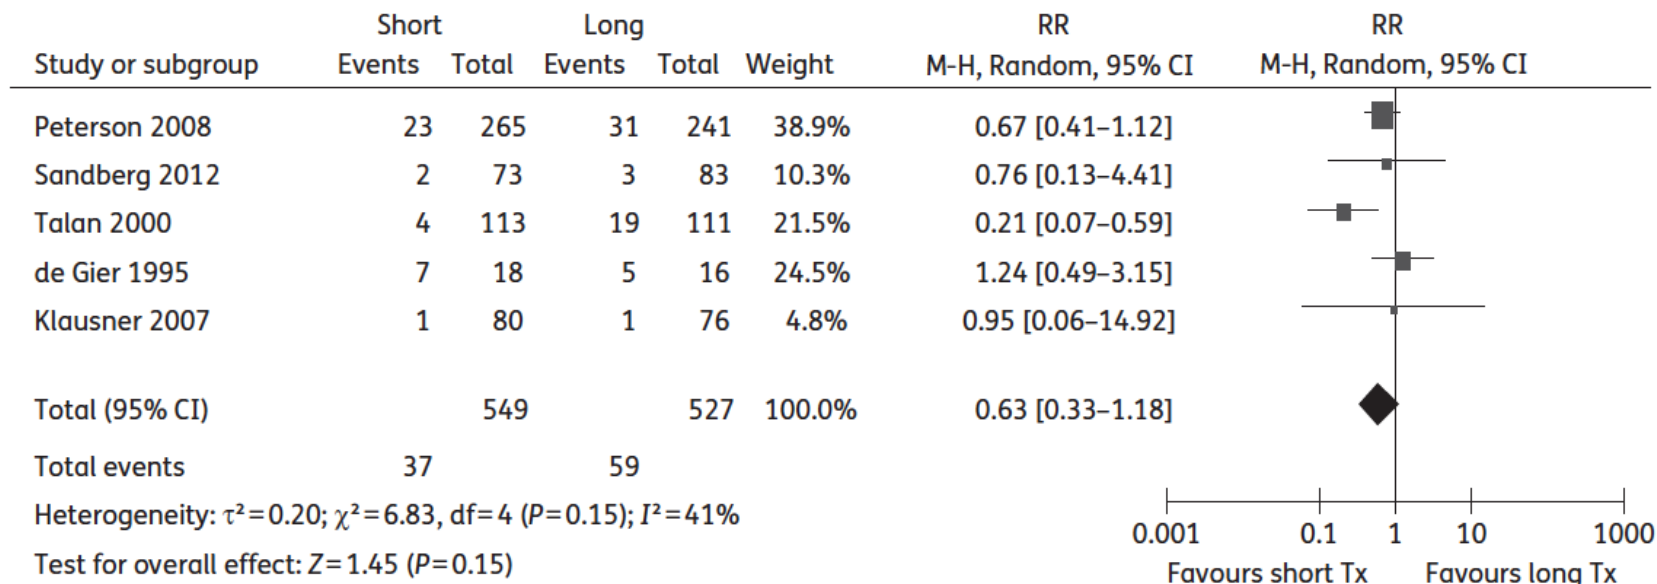 Short Long RR RR
Study or subgroup Events Total Events Total Weight M-H, Random, 95% CI M-H, Random, 95% CI
Peterson 2008 23 265 31 241 38.9% 0.67 [0.41–1.12]
Sandberg 2012 2 73 3 83 10.3% 0.76 [0.13–4.41]
Talan 2000 4 113 19 111 21.5% 0.21 [0.07–0.59]
de Gier 1995 7 18 5 16 24.5% 1.24 [0.49–3.15]
Klausner 2007 1 80 1 76 4.8% 0.95 [0.06–14.92]
Total (95% CI) 549 527 100.0% 0.63 [0.33–1.18]
Total events 37 59
Heterogeneity: τ²=0.20; χ²=6.83, df=4 (P=0.15); I²=41%
0.001 0.1 1 10 1000
Test for overall effect: Z=1.45 (P=0.15)
Favours short Tx Favours long Tx